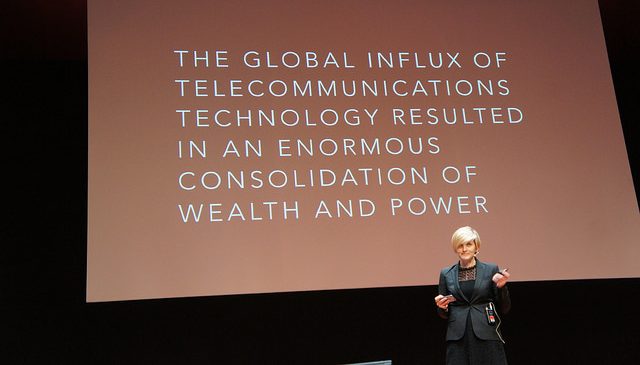 THE GLOBAL INFLUX OF
TELECOMMUNICATIONS
TECHNOLOGY RESULTED
IN AN ENORMOUS
CONSOLIDATION OF
WEALTH AND POWER